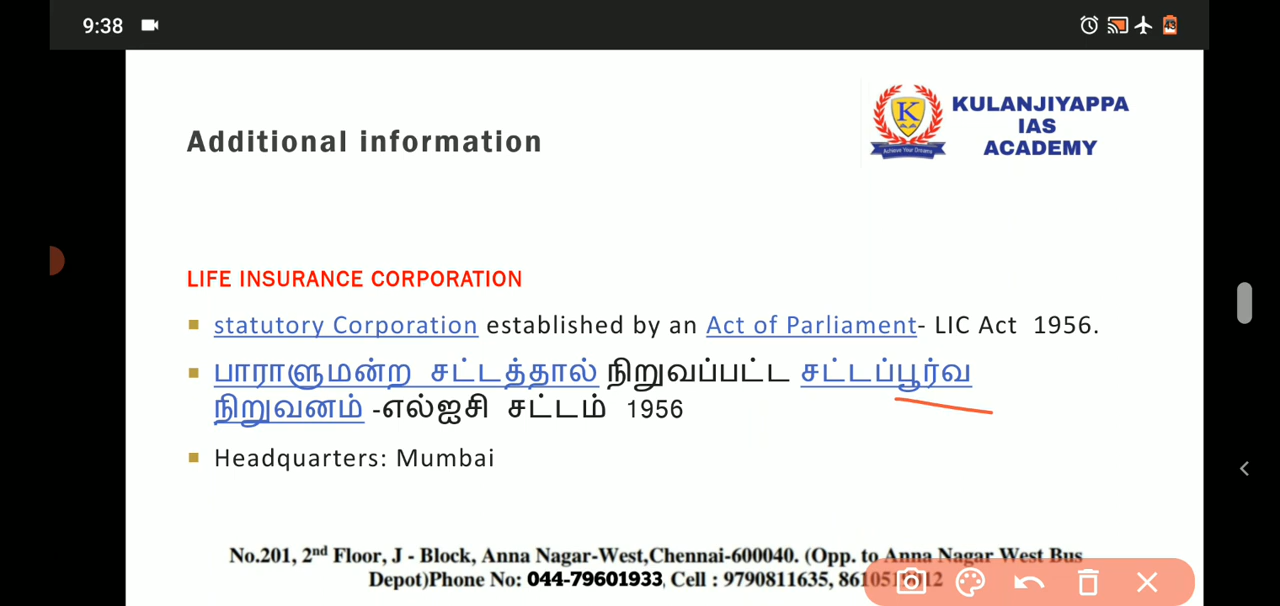 9:38
43
KULANJIYAPPA
IAS
ACADEMY
K
Achieve Your Dreams
Additional information
LIFE INSURANCE CORPORATION
statutory Corporation established by an Act of Parliament- LIC Act 1956.
பாராளுமன்ற சட்டத்தால் நிறுவப்பட்ட சட்டப்பூர்வ
நிறுவனம் -எல்ஐசி சட்டம் 1956
Headquarters: Mumbai
No.201, 2nd Floor, J - Block, Anna Nagar-West,Chennai-600040. (Opp. to Anna Nagar West Bus
Depot)Phone No: 044-79601933, Cell : 9790811635,